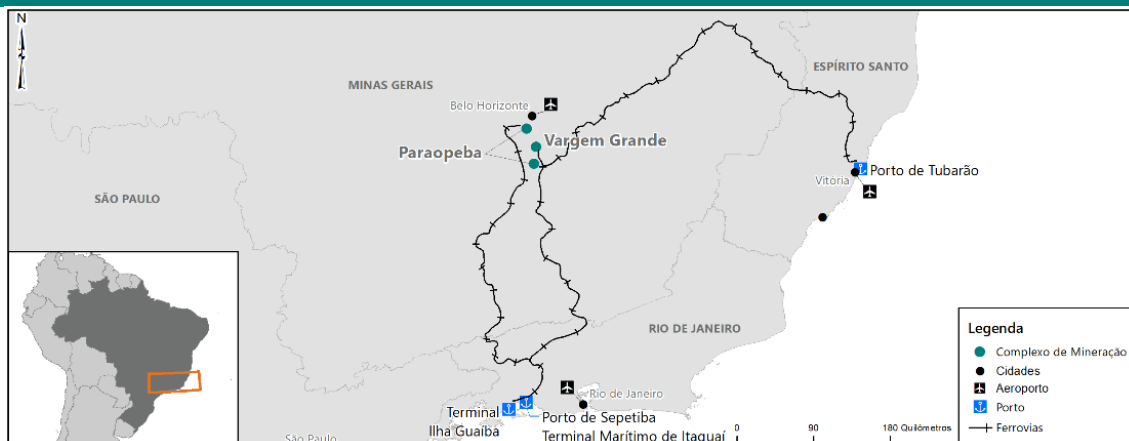 N
ESPÍRITO SANTO
MINAS GERAIS
Belo Horizonte
Vargem Grande
Paraopeba
Porto de Tubarão
Vitória
SÃO PAULO
RIO DE JANEIRO
Legenda
Complexo de Mineração
Cidades
Aeroporto
Porto
Ferrovias
Rio de Janeiro
Terminal
Ilha Guaíba
Porto de Sepetiba
Terminal Marítimo de Itaguaí
São Paulo
0 90 180 Quilômetros